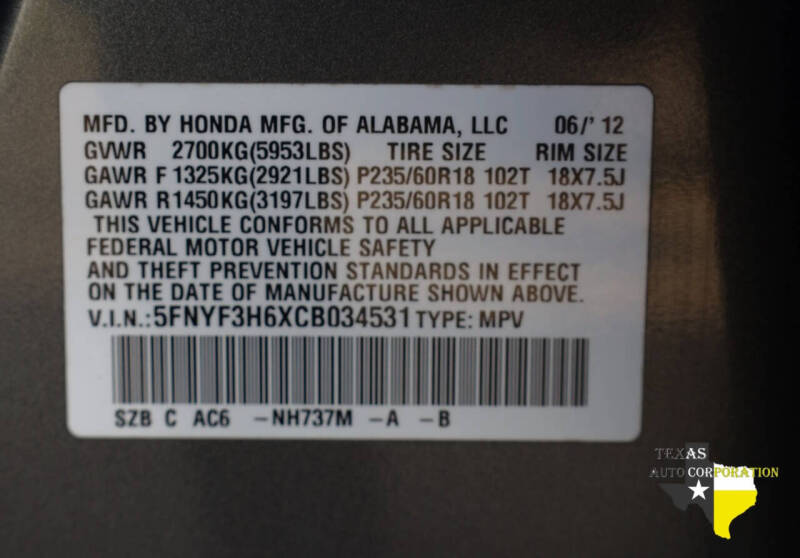 MFD. BY HONDA MFG. OF ALABAMA, LLC 06/' 12
GVWR 2700KG(5953LBS) TIRE SIZE RIM SIZE
GAWR F 1325KG(2921LBS) P235/60R18 102T 18X7.5J
GAWR R1450KG(3197LBS) P235/60R18 102T 18X7.5J
THIS VEHICLE CONFORMS TO ALL APPLICABLE
FEDERAL MOTOR VEHICLE SAFETY
AND THEFT PREVENTION STANDARDS IN EFFECT
ON THE DATE OF MANUFACTURE SHOWN ABOVE.
V.I.N.:5FNYF3H6XCB034531 TYPE: MPV
SZB C AC6 -NH737M -A -B
TEXAS
AUTO CORPORATION